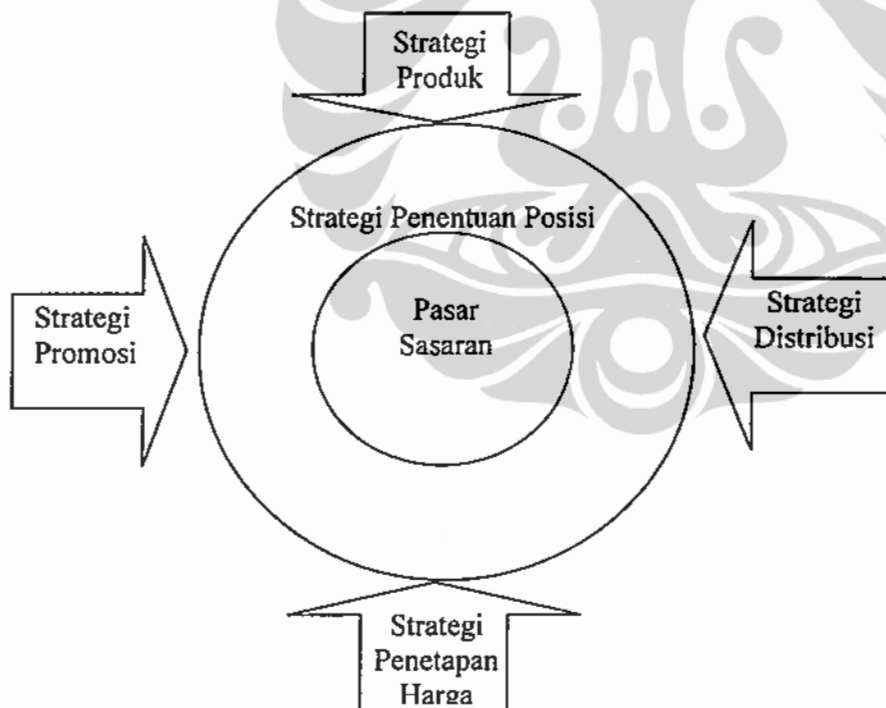 Strategi
Produk
Strategi Penentuan Posisi
Pasar
Sasaran
Strategi
Promosi
Strategi
Distribusi
Strategi
Penetapan
Harga